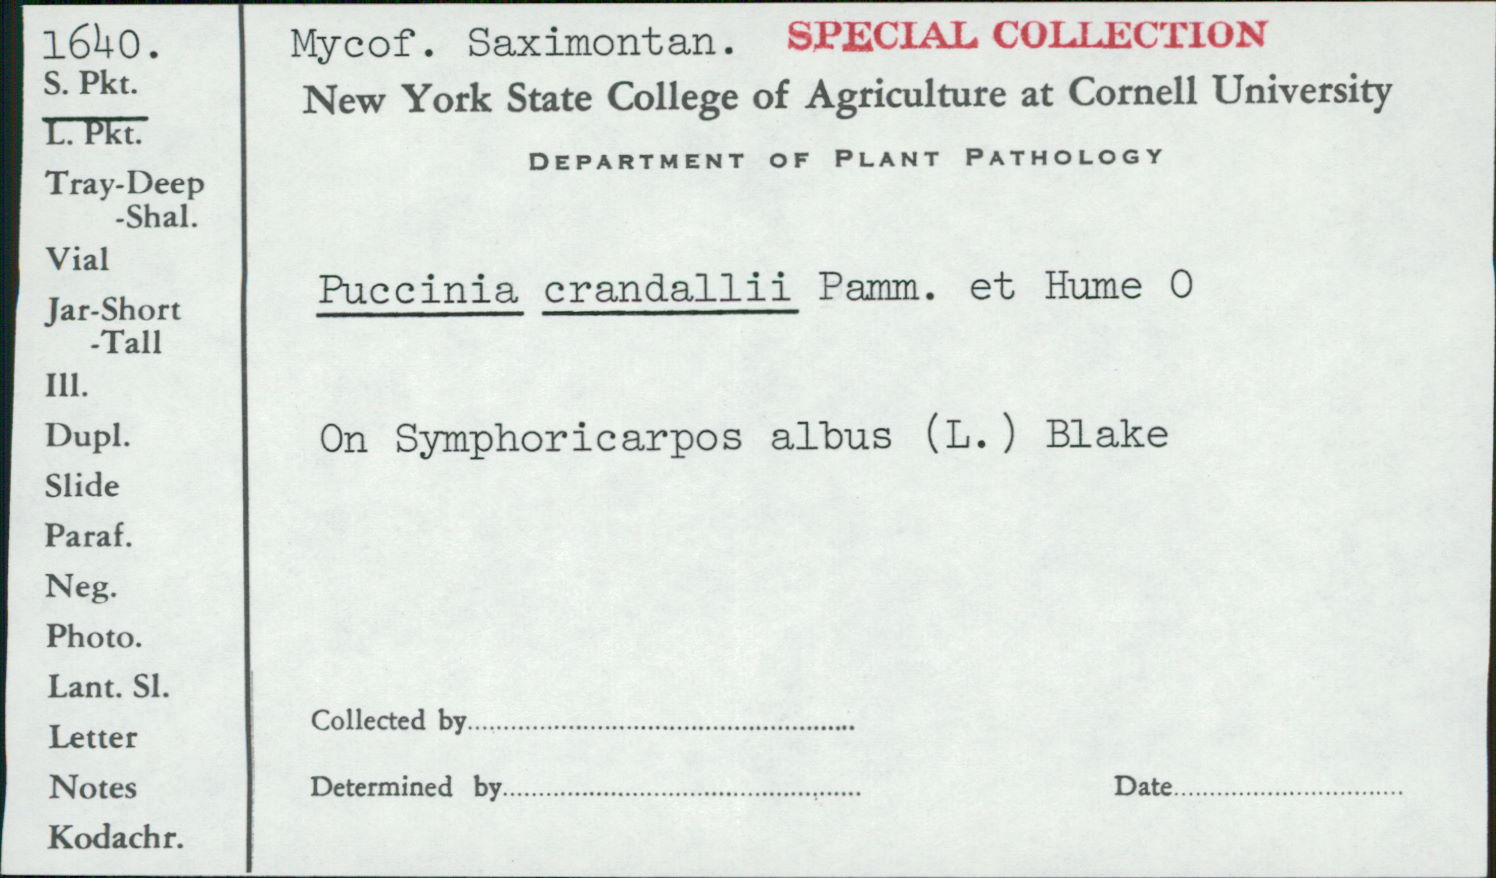 1640.
S. Pkt.
L. Pkt.
Tray-Deep
-Shal.
Vial
Jar-Short
-Tall
Ill.
Dupl.
Slide
Paraf.
Neg.
Photo.
Lant. Sl.
Letter
Notes
Kodachr.
Mycof. Saximontan. SPECIAL COLLECTION
New York State College of Agriculture at Cornell University
DEPARTMENT OF PLANT PATHOLOGY
Puccinia crandallii Pamm. et Hume O
On Symphoricarpos albus (L.) Blake
Collected by
Determined by Date